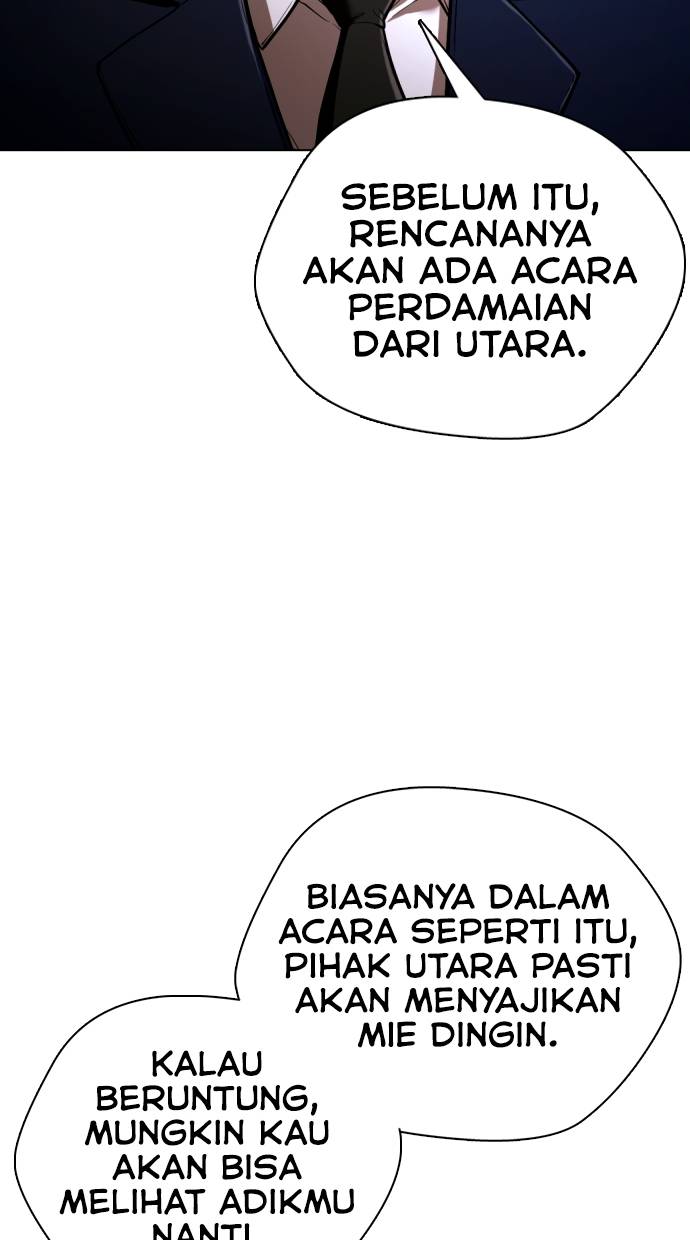 SEBELUM ITU,
RENCANANYA
AKAN ADA ACARA
PERDAMAIAN
DARI UTARA.
BIASANYA DALAM
ACARA SEPERTI ITU,
PIHAK UTARA PASTI
AKAN MENYAJIKAN
MIE DINGIN.
KALAU
BERUNTUNG,
MUNGKIN KAU
AKAN BISA
MELIHAT ADIKMU
NANTI